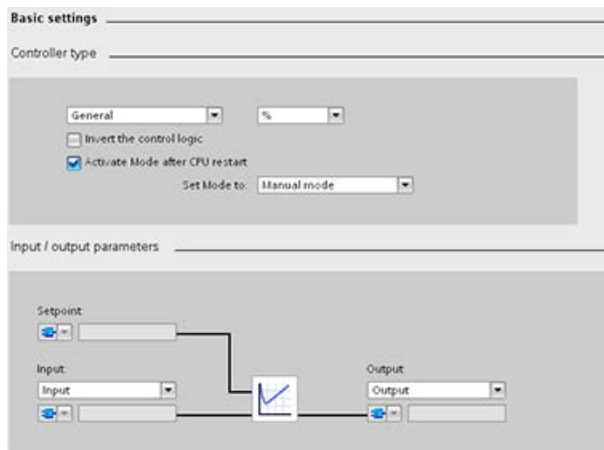 Basic settings
Controller type
General %
Invert the control logic
Activate Mode after CPU restart
Set Mode to: Manual mode
Input / output parameters
Setpoint:
Input: Output:
Input Output